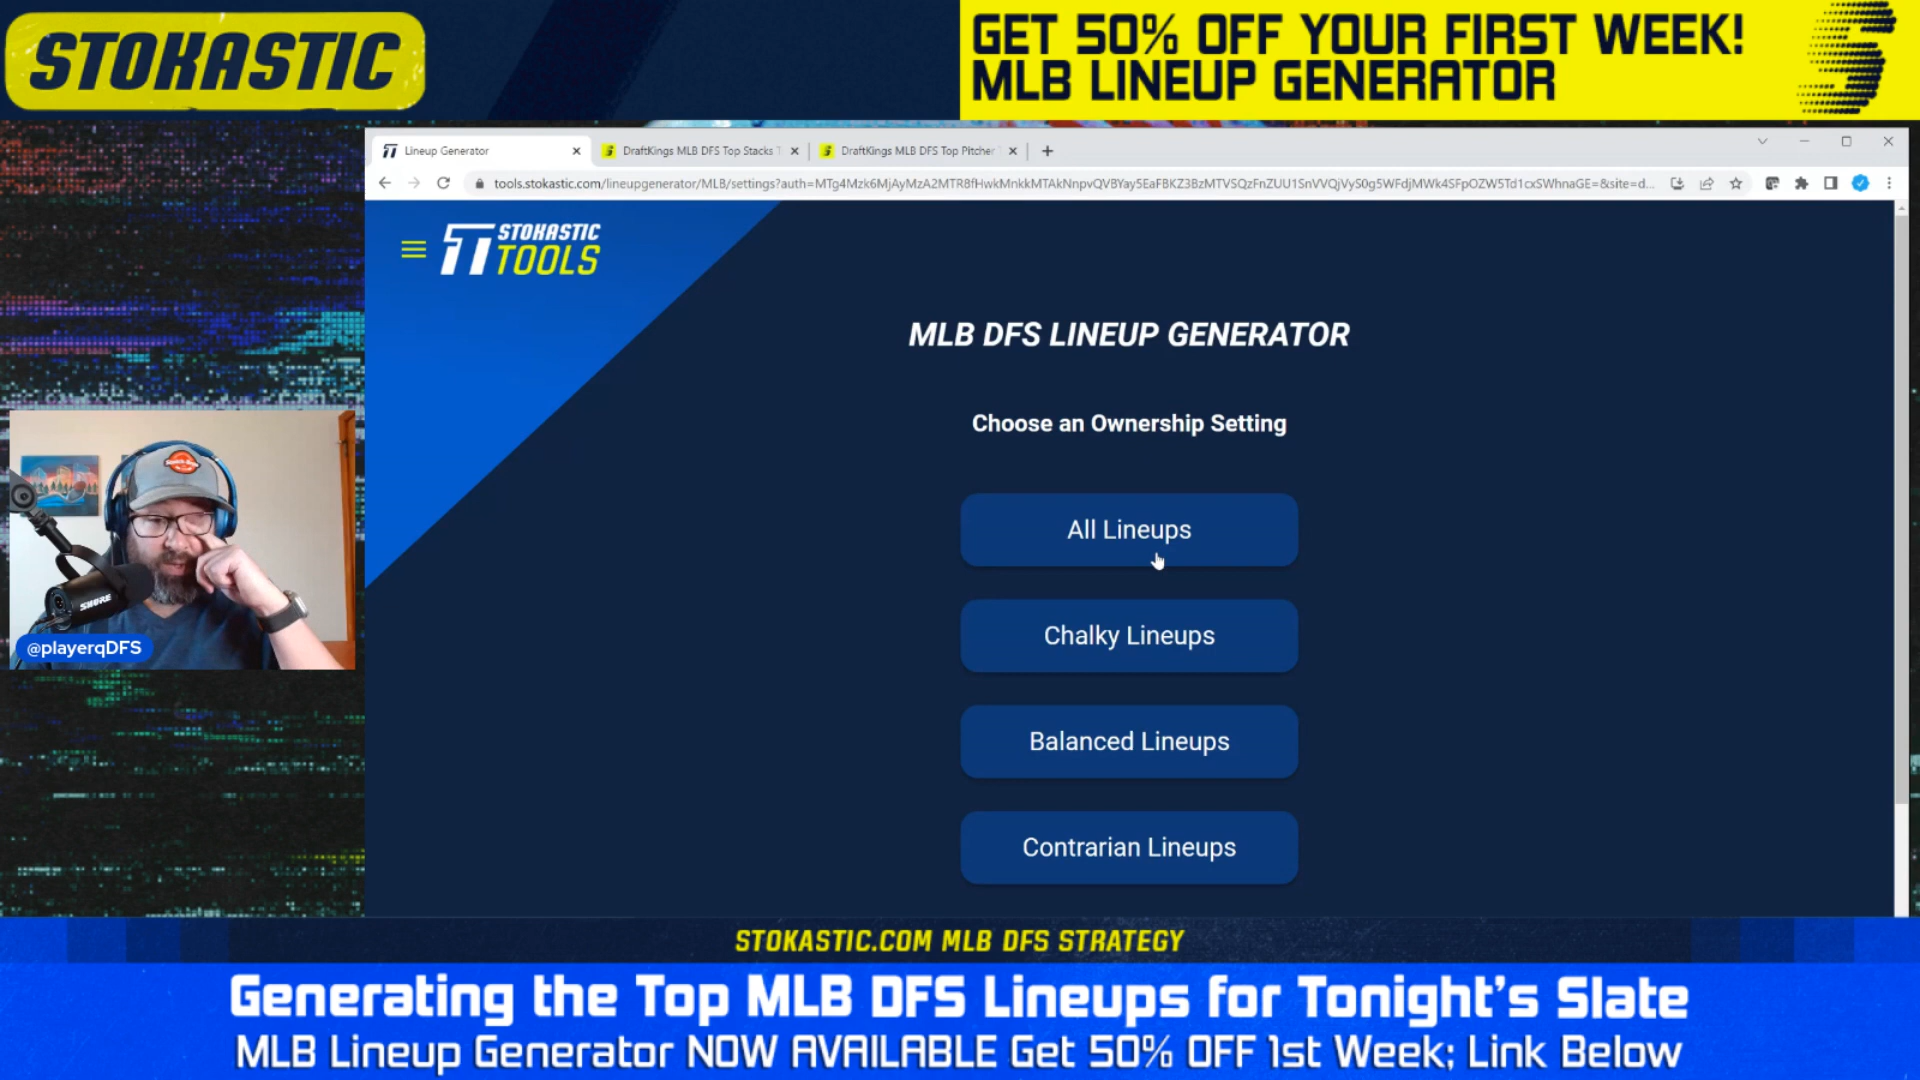 STOKASTIC
GET 50% OFF YOUR FIRST WEEK!
MLB LINEUP GENERATOR
Lineup Generator
DraftKings MLB DFS Top Stacks T
DraftKings MLB DFS Top Pitcher T
STOKASTIC
TOOLS
MLB DFS LINEUP GENERATOR
Choose an Ownership Setting
All Lineups
Chalky Lineups
Balanced Lineups
Contrarian Lineups
SHURE
@playerqDFS
STOKASTIC.COM MLB DFS STRATEGY
Generating the Top MLB DFS Lineups for Tonight's Slate
MLB Lineup Generator NOW AVAILABLE Get 50% OFF 1st Week; Link Below